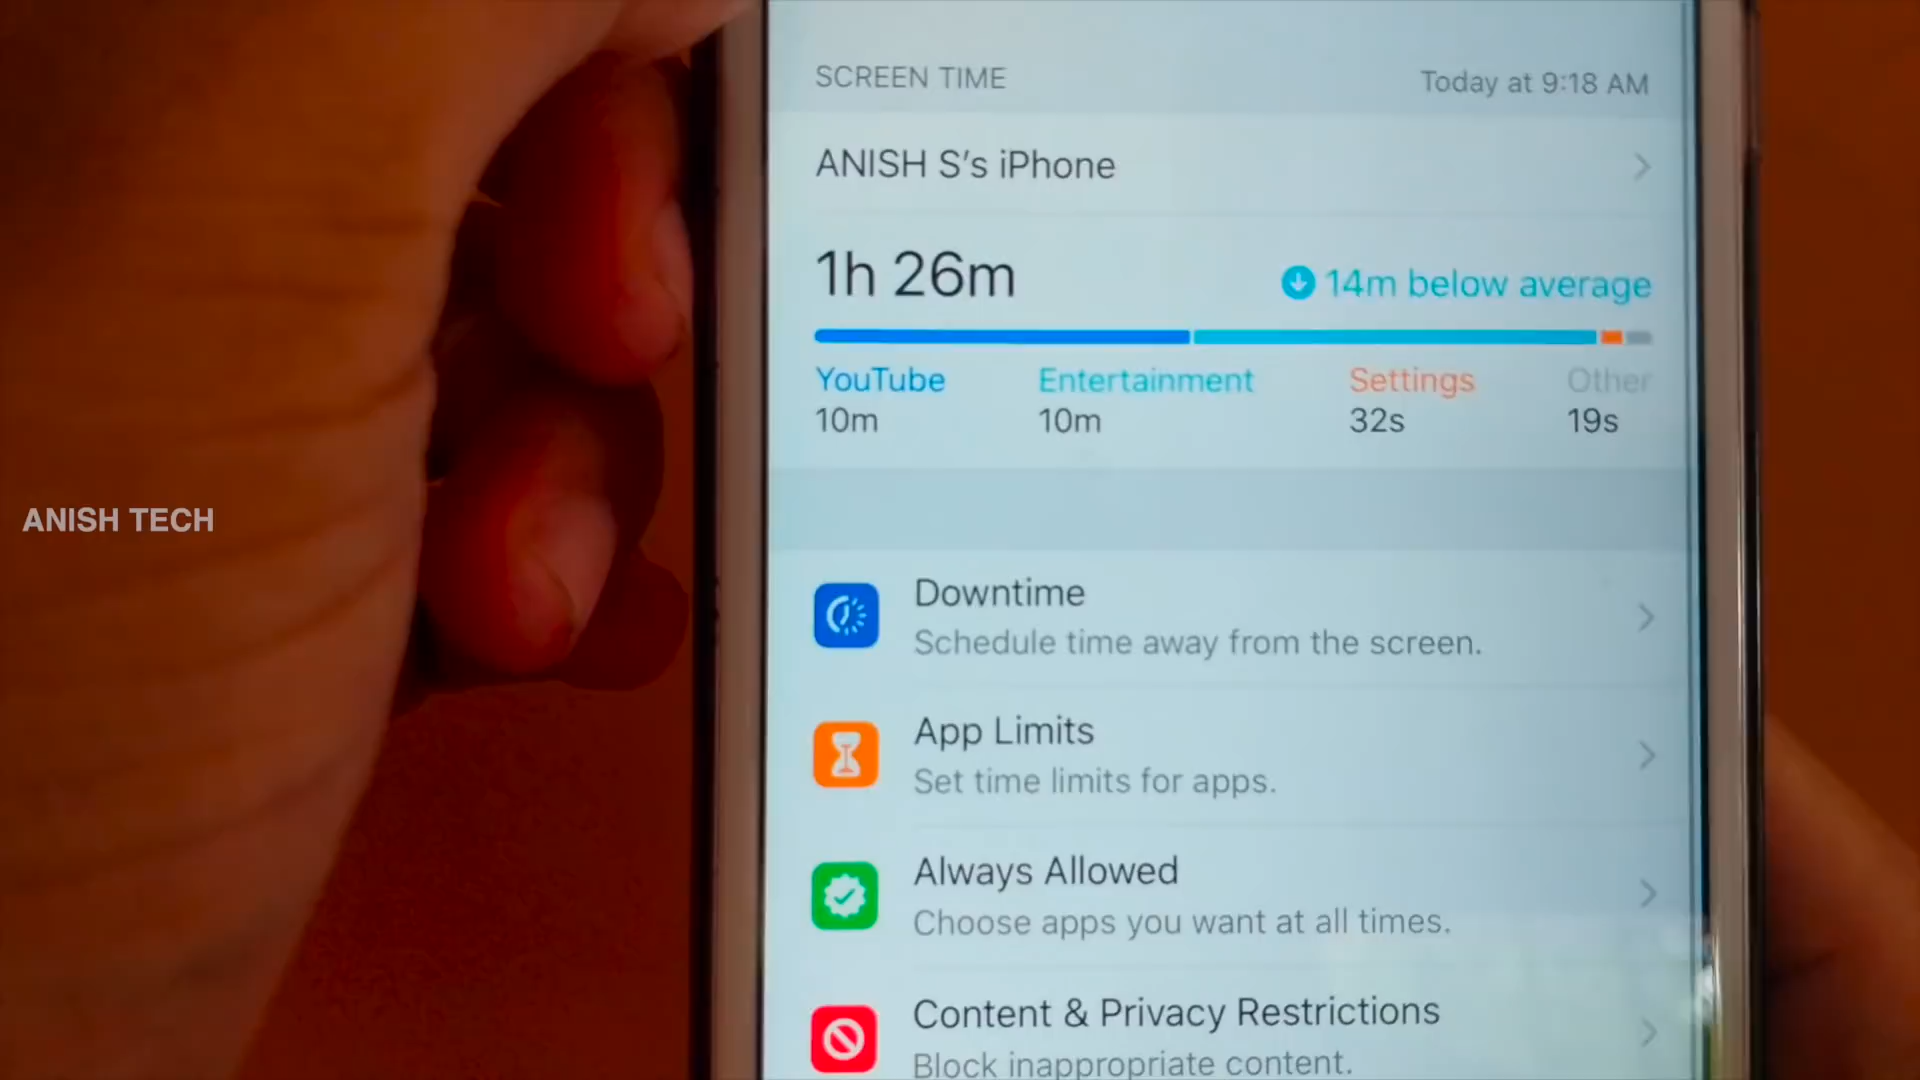 SCREEN TIME
Today at 9:18 AM
ANISH S's iPhone
1h 26m
14m below average
YouTube
Entertainment
Settings
Other
10m
10m
32s
19s
ANISH TECH
Downtime
Schedule time away from the screen.
App Limits
Set time limits for apps.
Always Allowed
Choose apps you want at all times.
Content & Privacy Restrictions
Block inappropriate content.